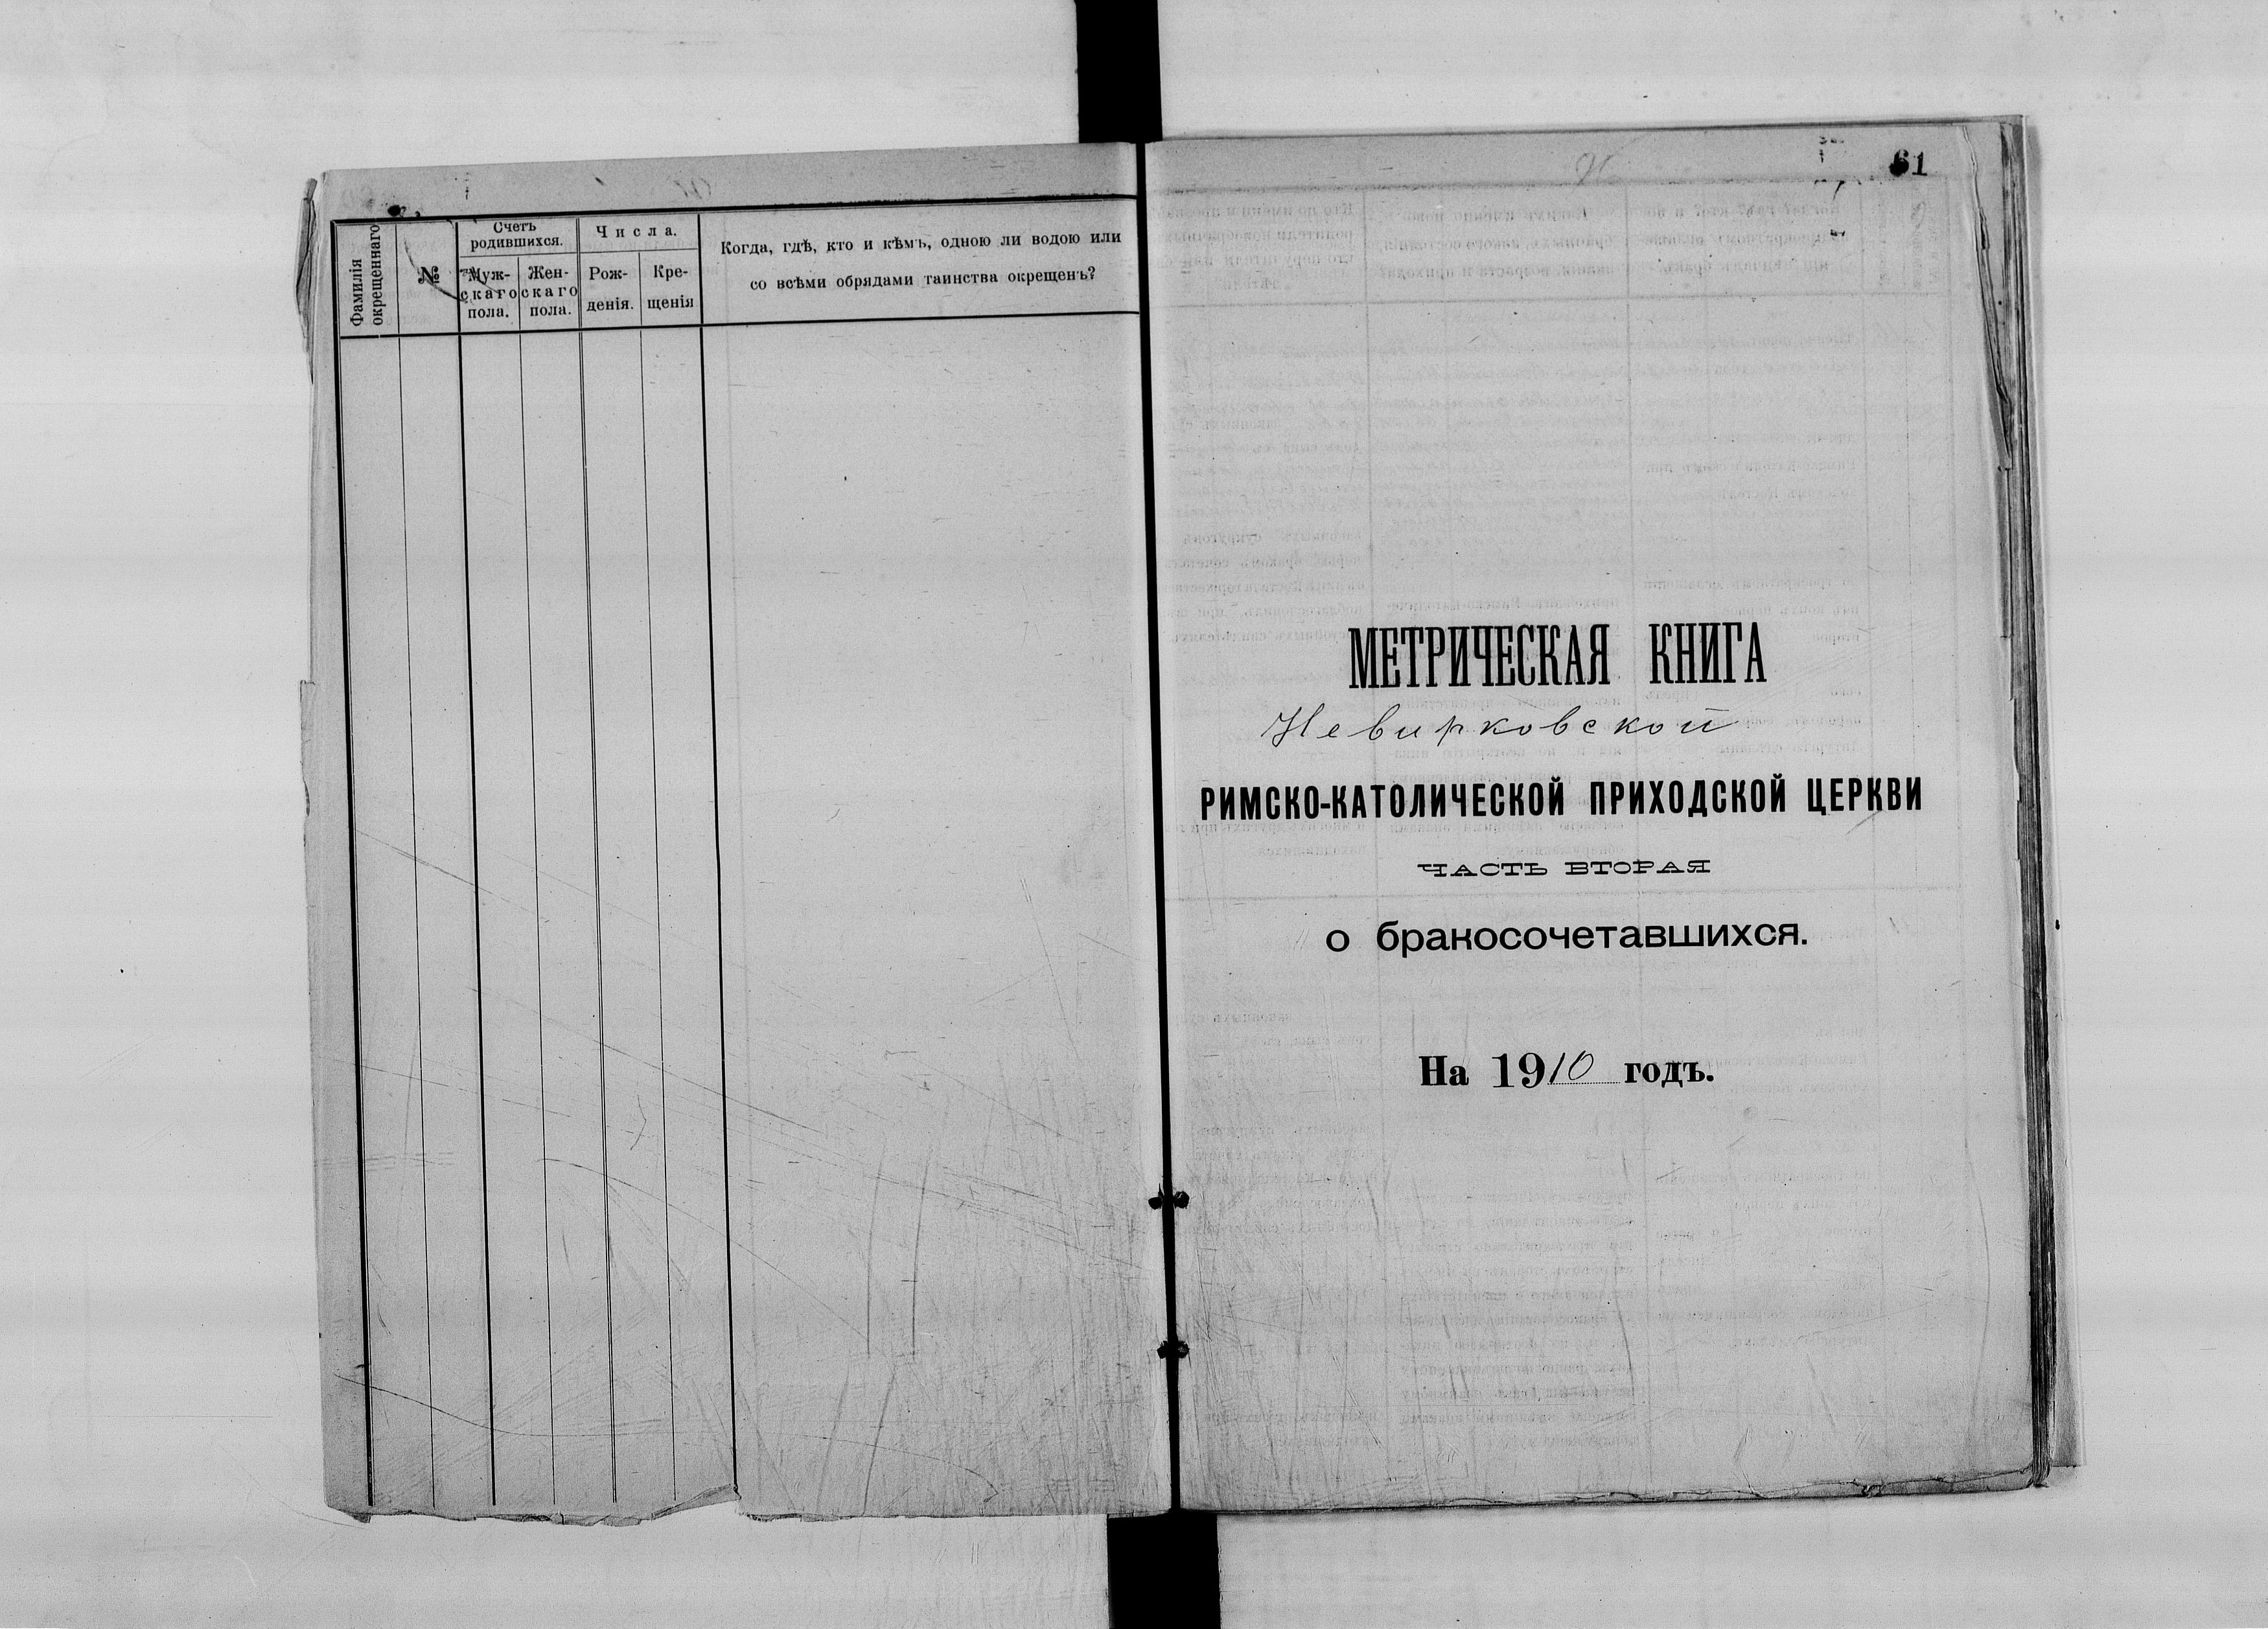 Фамилія окрещеннаго
№
Счетъ родившихся.
Муж-скаго пола.
Жен-скаго пола.
Числа.
Рож-денія.
Кре-щенія
Когда, гдѣ, кто и кѣмъ, одною ли водою или
со всѣми обрядами таинства окрещенъ?
61
МЕТРИЧЕСКАЯ КНИГА
Невирковской
РИМСКО-КАТОЛИЧЕСКОЙ ПРИХОДСКОЙ ЦЕРКВИ
ЧАСТЬ ВТОРАЯ
о бракосочетавшихся.
На 1910 годъ.